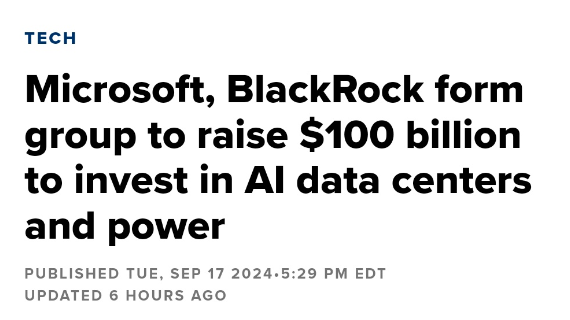 TECH
Microsoft, BlackRock form
group to raise $100 billion
to invest in AI data centers
and power
PUBLISHED TUE, SEP 17 2024•5:29 PM EDT
UPDATED 6 HOURS AGO